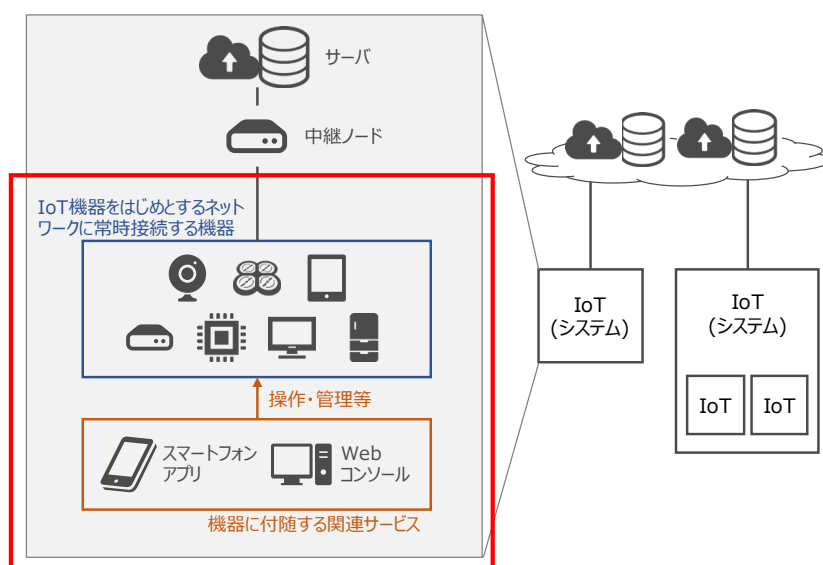 サーバ
中継ノード
IoT機器をはじめとするネット
ワークに常時接続する機器
操作・管理等
スマートフォン
アプリ
Web
コンソール
機器に付随する関連サービス
IoT
(システム)
IoT
(システム)
IoT
IoT